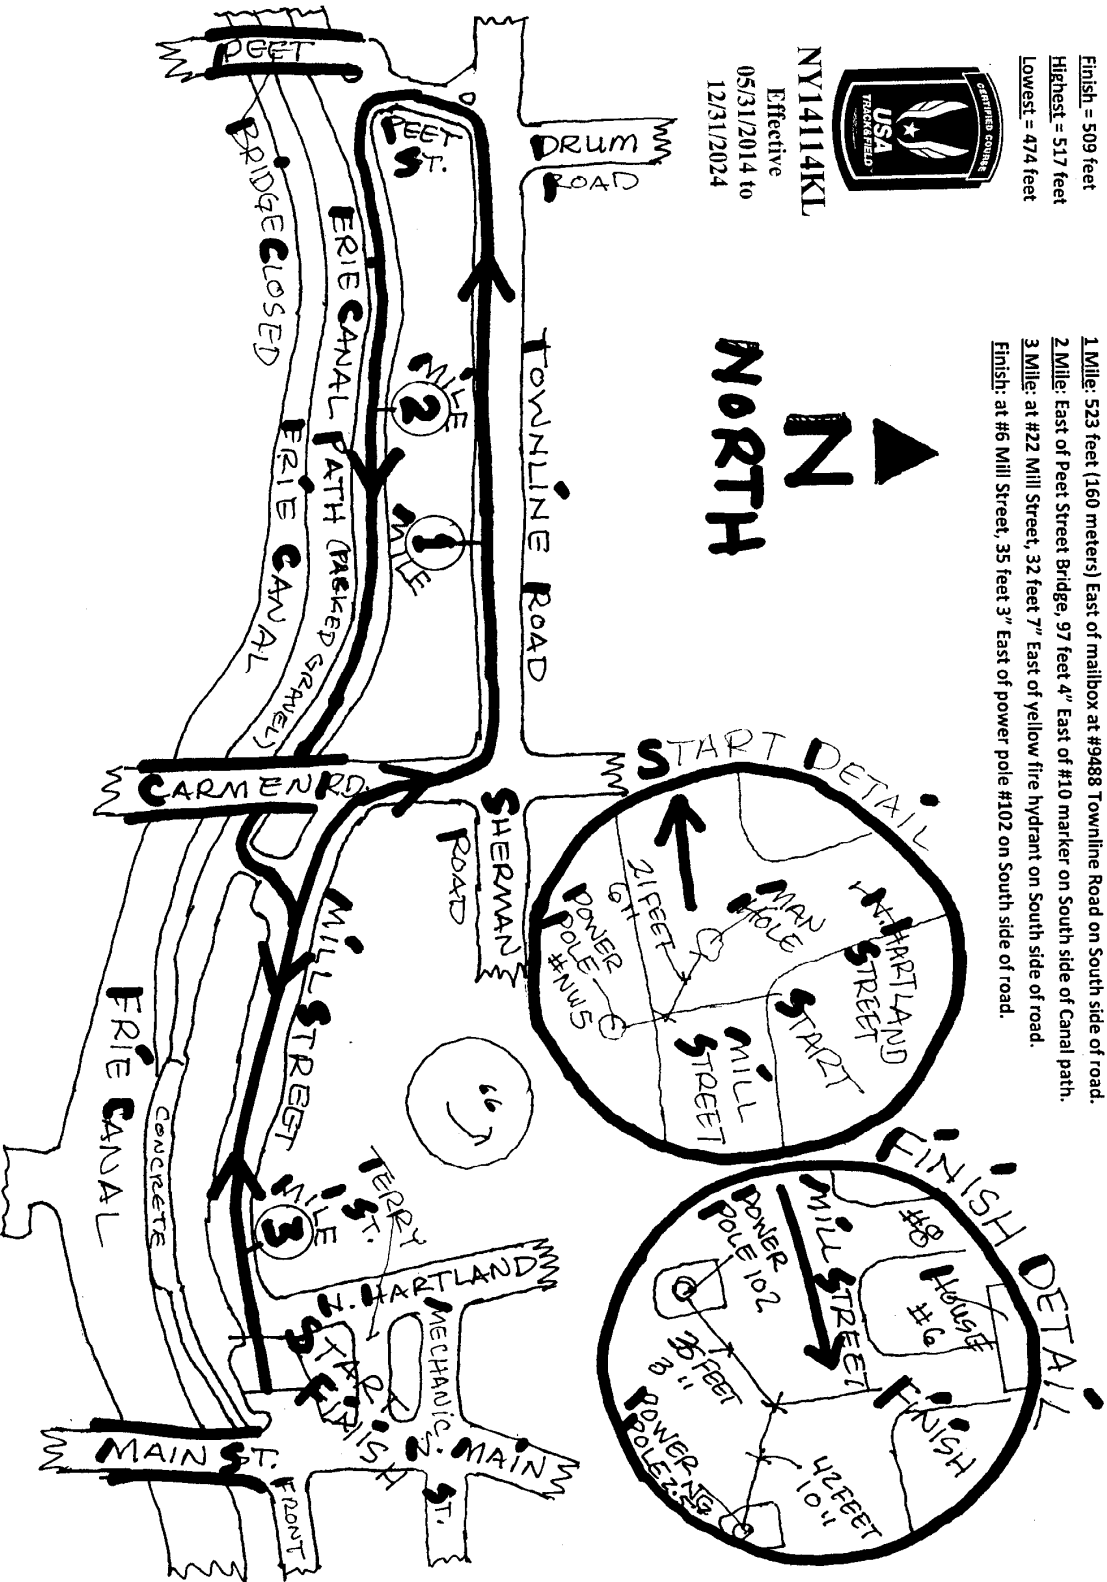 Finish = 509 feet
Highest = 517 feet
Lowest = 474 feet
1 Mile: 523 feet (160 meters) East of mailbox at #9488 Townline Road on South side of road.
2 Mile: East of Peet Street Bridge, 97 feet 4" East of #10 marker on South side of Canal path.
3 Mile: at #22 Mill Street, 32 feet 7" East of yellow fire hydrant on South side of road.
Finish: at #6 Mill Street, 35 feet 3" East of power pole #102 on South side of road.
CERTIFIED COURSE
USA
TRACK&FIELD
NY14114KL
Effective
05/31/2014 to
12/31/2024
N
NORTH
START DETAIL
N. HARTLAND
STREET
MAN
HOLE
START
21 FEET
6"
MILL
STREET
POWER
POLE
#NW5
FINISH DETAIL
#8
HOUSE
#6
MILL STREET
FINISH
POWER
POLE 102
35 FEET
3"
42 FEET
10"
DRUM
ROAD
TOWNLINE ROAD
SHERMAN
ROAD
PEET
PEET
ST.
MILE
2
MILE
1
ERIE CANAL PATH (PACKED GRAVEL)
BRIDGE CLOSED
ERIE CANAL
CARMEN RD.
MILL STREET
TERRY
ST.
MILE
3
N. HARTLAND
MECHANIC
ST.
START
FINISH
N. MAIN
CONCRETE
ERIE CANAL
MAIN ST.
FRONT